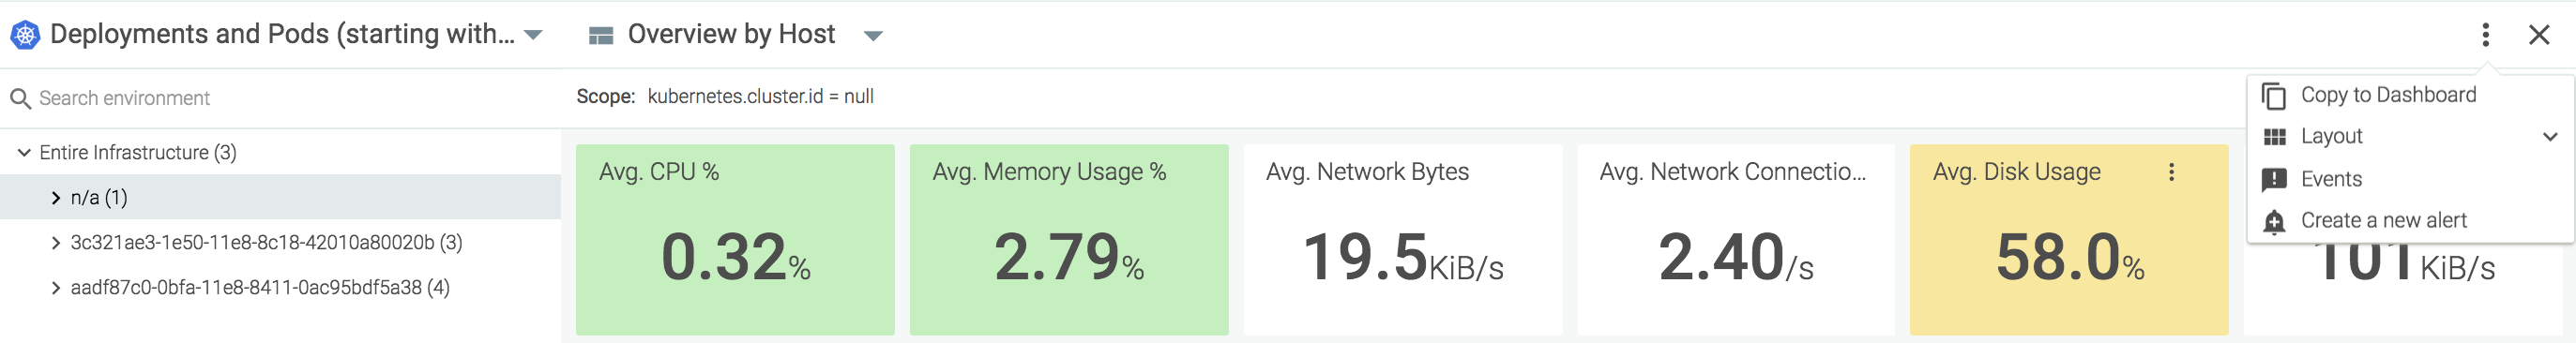 Deployments and Pods (starting with...
Overview by Host
Search environment
Scope: kubernetes.cluster.id = null
Entire Infrastructure (3)
n/a (1)
3c321ae3-1e50-11e8-8c18-42010a80020b (3)
aadf87c0-0bfa-11e8-8411-0ac95bdf5a38 (4)
Avg. CPU %
0.32%
Avg. Memory Usage %
2.79%
Avg. Network Bytes
19.5KiB/s
Avg. Network Connectio...
2.40/s
Avg. Disk Usage
58.0%
101KiB/s
Copy to Dashboard
Layout
Events
Create a new alert